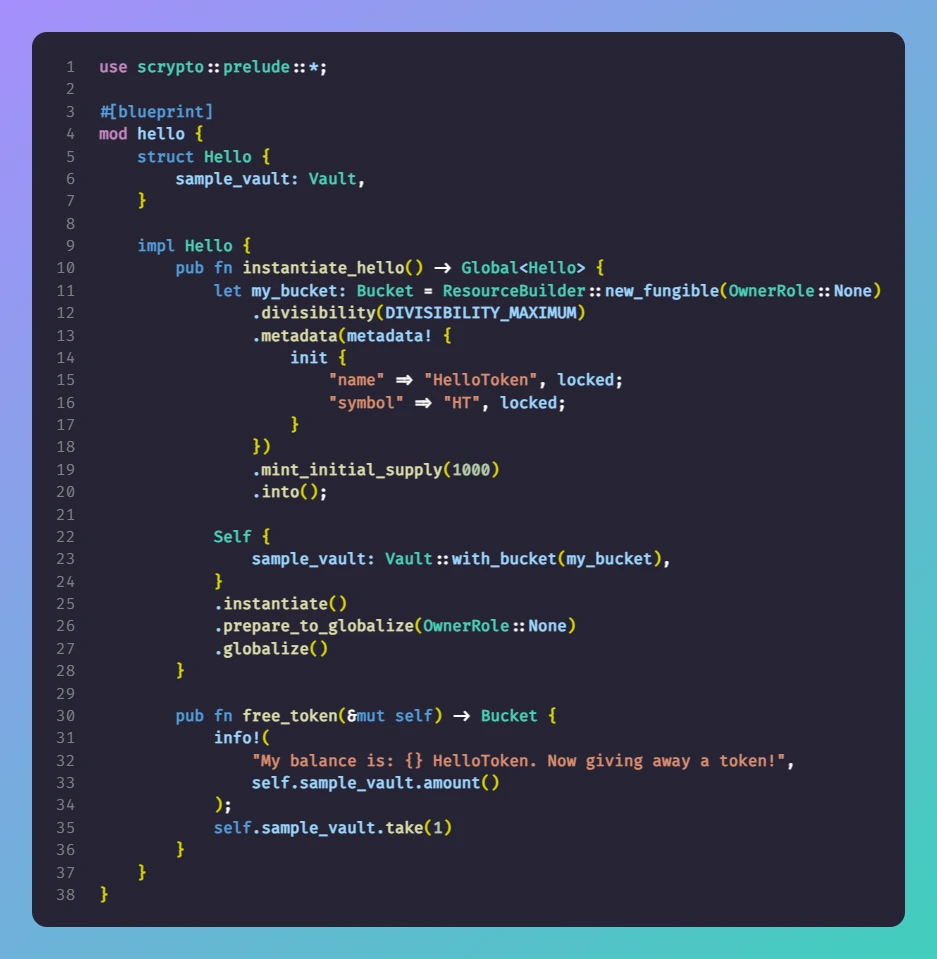 1 use scrypto::prelude::*;
2
3 #[blueprint]
4 mod hello {
5     struct Hello {
6         sample_vault: Vault,
7     }
8
9     impl Hello {
10         pub fn instantiate_hello() -> Global<Hello> {
11             let my_bucket: Bucket = ResourceBuilder::new_fungible(OwnerRole::None)
12                 .divisibility(DIVISIBILITY_MAXIMUM)
13                 .metadata(metadata! {
14                     init {
15                         "name" => "HelloToken", locked;
16                         "symbol" => "HT", locked;
17                     }
18                 })
19                 .mint_initial_supply(1000)
20                 .into();
21
22             Self {
23                 sample_vault: Vault::with_bucket(my_bucket),
24             }
25             .instantiate()
26             .prepare_to_globalize(OwnerRole::None)
27             .globalize()
28         }
29
30         pub fn free_token(&mut self) -> Bucket {
31             info!(
32                 "My balance is: {} HelloToken. Now giving away a token!",
33                 self.sample_vault.amount()
34             );
35             self.sample_vault.take(1)
36         }
37     }
38 }